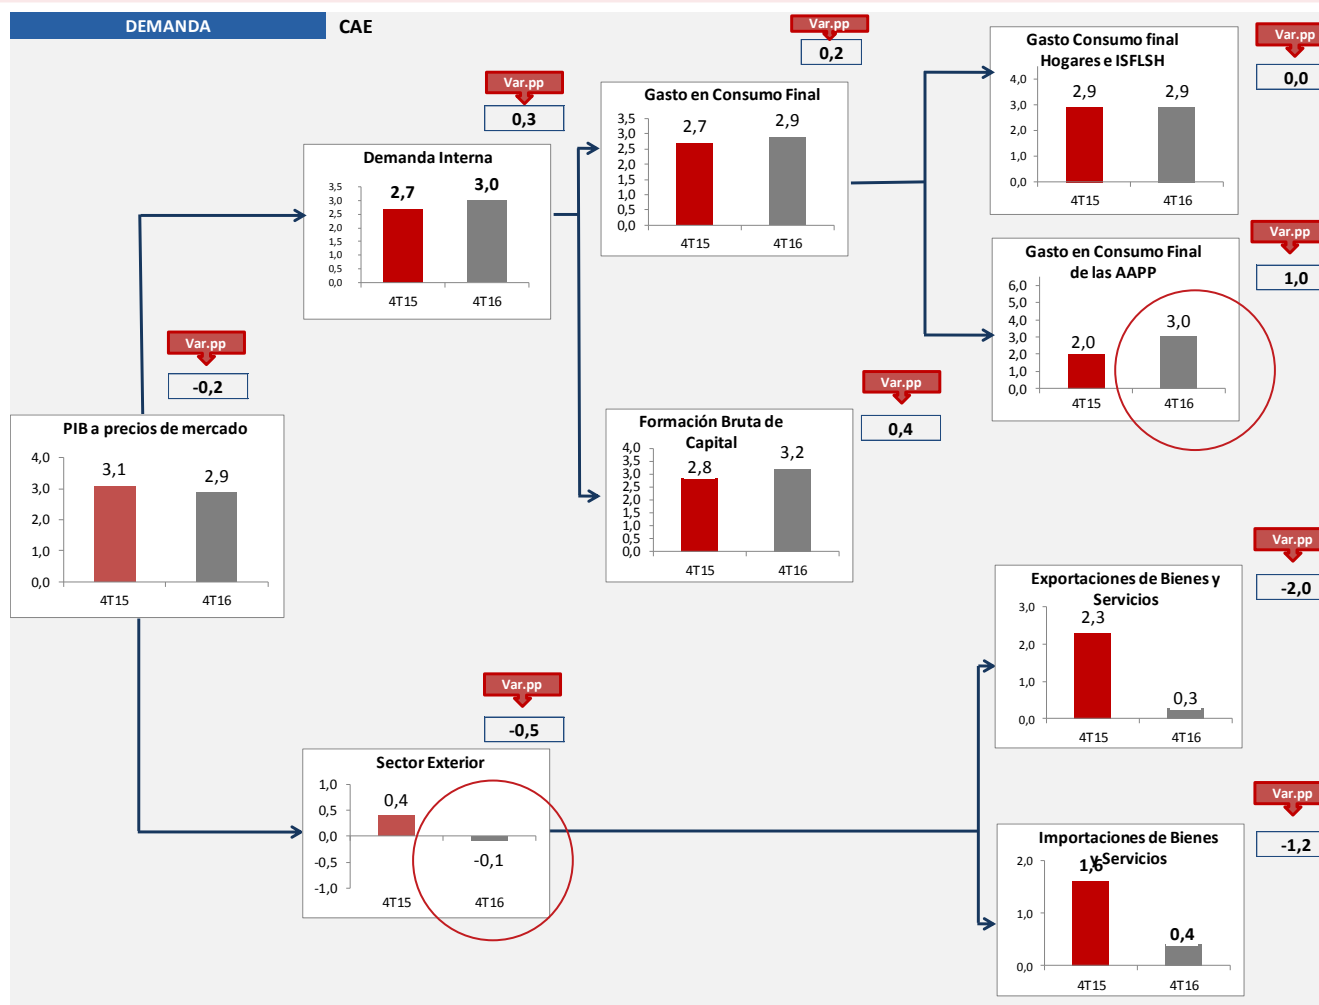 DEMANDA
CAE
Var.pp
-0,2
PIB a precios de mercado
4,0
3,0
2,0
1,0
0,0
3,1
2,9
4T15
4T16
Var.pp
0,3
Demanda Interna
3,5
3,0
2,5
2,0
1,5
1,0
0,5
0,0
2,7
3,0
4T15
4T16
Var.pp
0,2
Gasto en Consumo Final
3,5
3,0
2,5
2,0
1,5
1,0
0,5
0,0
2,7
2,9
4T15
4T16
Var.pp
0,0
Gasto Consumo final
Hogares e ISFLSH
4,0
3,0
2,0
1,0
0,0
2,9
2,9
4T15
4T16
Var.pp
1,0
Gasto en Consumo Final
de las AAPP
6,0
5,0
4,0
3,0
2,0
1,0
0,0
2,0
3,0
4T15
4T16
Var.pp
0,4
Formación Bruta de
Capital
4,0
3,5
3,0
2,5
2,0
1,5
1,0
0,5
0,0
2,8
3,2
4T15
4T16
Var.pp
-0,5
Sector Exterior
1,0
0,5
0,0
-0,5
-1,0
0,4
-0,1
4T15
4T16
Var.pp
-2,0
Exportaciones de Bienes y
Servicios
3,0
2,0
1,0
0,0
2,3
0,3
4T15
4T16
Var.pp
-1,2
Importaciones de Bienes
y Servicios
2,0
1,0
0,0
1,6
0,4
4T15
4T16